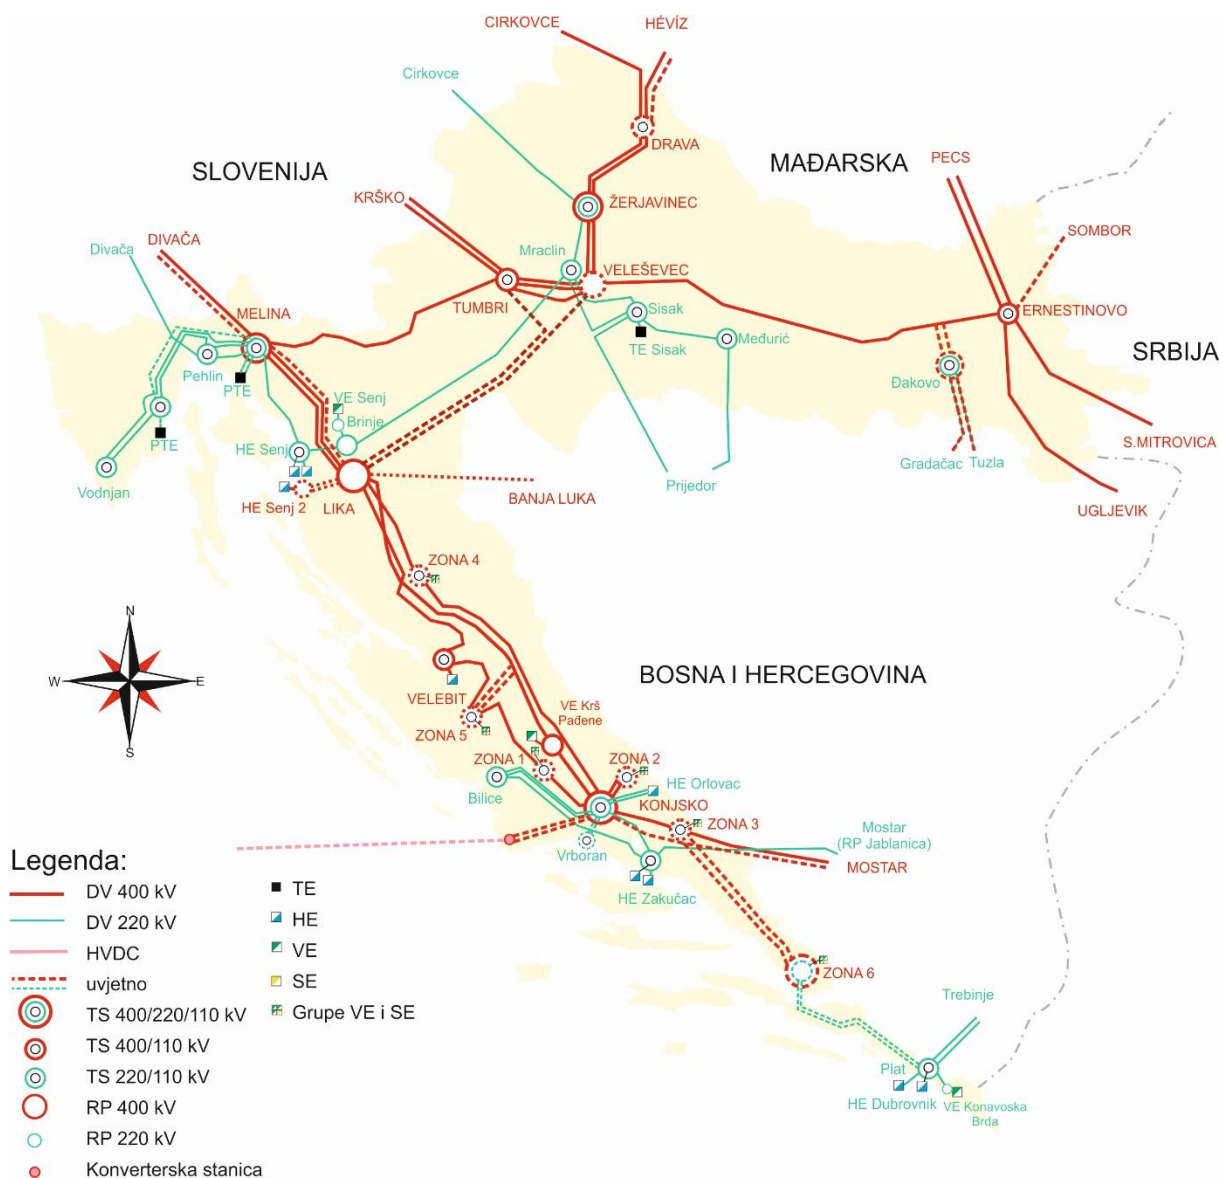 CIRKOVCE
HÉVÍZ
Cirkovce
DRAVA
SLOVENIJA
MAĐARSKA
PECS
KRŠKO
ŽERJAVINEC
SOMBOR
DIVAČA
Divača
Mraclin
VELEŠEVEC
MELINA
TUMBRI
Sisak
ERNESTINOVO
TE Sisak
Međurić
SRBIJA
Pehlin
PTE
Đakovo
VE Senj
Brinje
PTE
S.MITROVICA
HE Senj
Gradačac
Tuzla
Vodnjan
Prijedor
BANJA LUKA
HE Senj 2
LIKA
UGLJEVIK
ZONA 4
N
W
E
S
BOSNA I HERCEGOVINA
VELEBIT
VE Krš
Pađene
ZONA 5
ZONA 1
ZONA 2
HE Orlovac
Bilice
KONJSKO
ZONA 3
Mostar
(RP Jablanica)
Vrboran
MOSTAR
HE Zakučac
ZONA 6
Trebinje
Plat
HE Dubrovnik
VE Konavoska
Brda
Legenda:
DV 400 kV
DV 220 kV
HVDC
uvjetno
TS 400/220/110 kV
TS 400/110 kV
TS 220/110 kV
RP 400 kV
RP 220 kV
Konverterska stanica
TE
HE
VE
SE
Grupe VE i SE